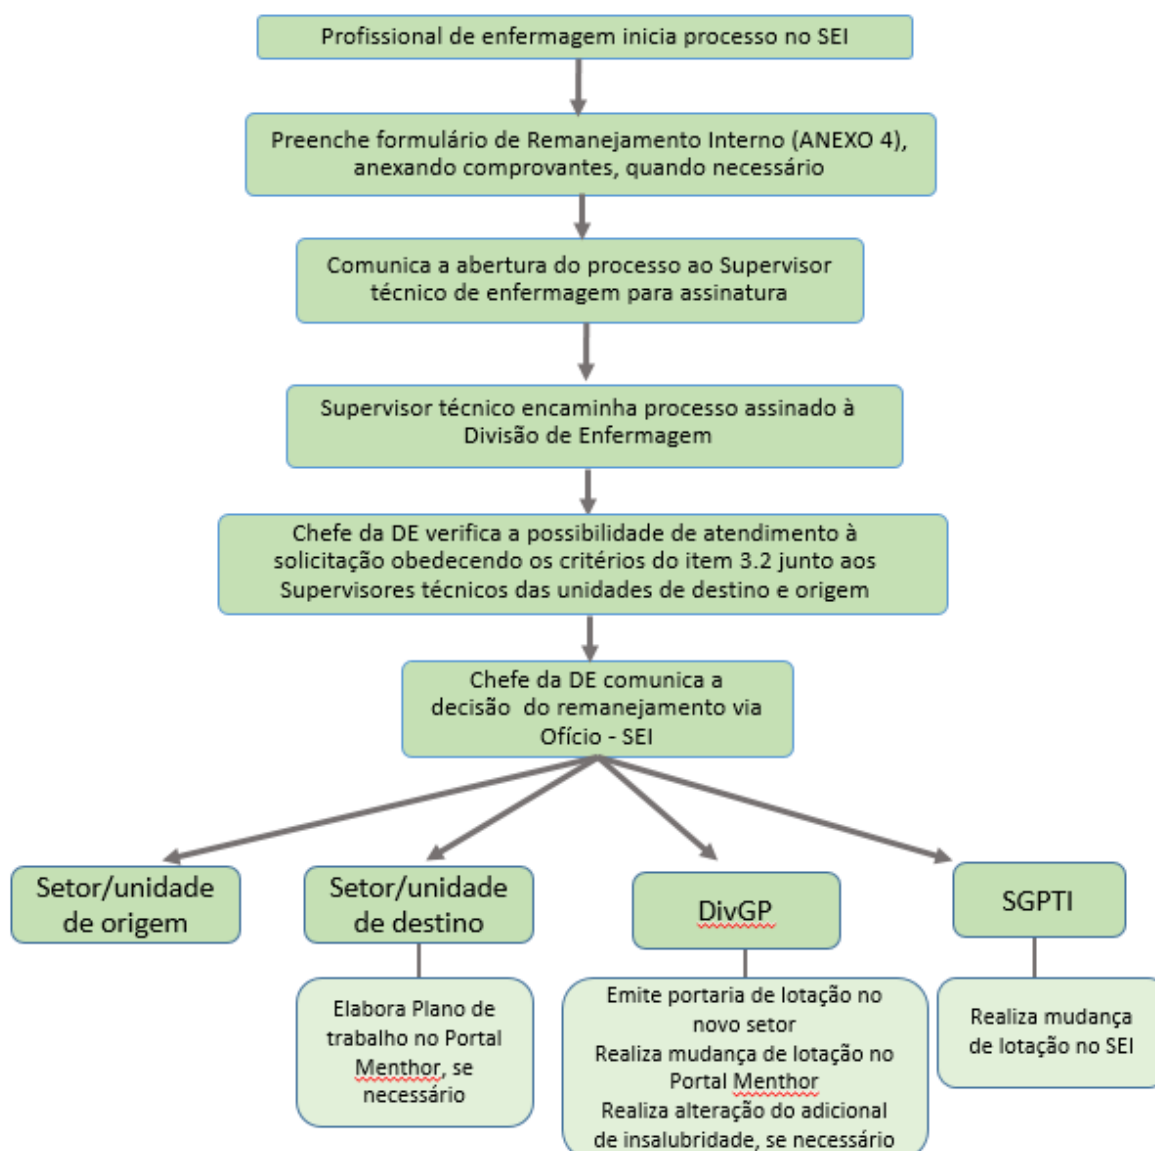 Profissional de enfermagem inicia processo no SEI
Preenche formulário de Remanejamento Interno (ANEXO 4),
anexando comprovantes, quando necessário
Comunica a abertura do processo ao Supervisor
técnico de enfermagem para assinatura
Supervisor técnico encaminha processo assinado à
Divisão de Enfermagem
Chefe da DE verifica a possibilidade de atendimento à
solicitação obedecendo os critérios do item 3.2 junto aos
Supervisores técnicos das unidades de destino e origem
Chefe da DE comunica a
decisão do remanejamento via
Ofício - SEI
Setor/unidade
de origem
Setor/unidade
de destino
DivGP
SGPTI
Elabora Plano de
trabalho no Portal
Menthor, se
necessário
Emite portaria de lotação no
novo setor
Realiza mudança de lotação no
Portal Menthor
Realiza alteração do adicional
de insalubridade, se necessário
Realiza mudança
de lotação no SEI